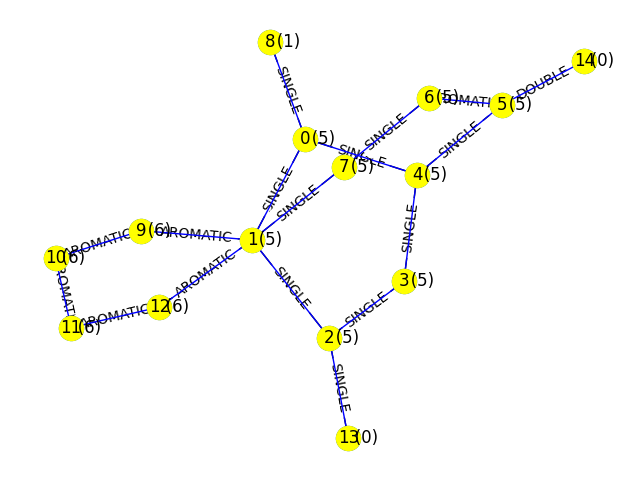 8(1)
14(0)
6(5)
AROMATIC
5(5)
DOUBLE
SINGLE
SINGLE
SINGLE
0(5)
SINGLE
7(5)
4(5)
SINGLE
SINGLE
9(6)
AROMATIC
1(5)
SINGLE
10(6)
AROMATIC
AROMATIC
AROMATIC
3(5)
SINGLE
SINGLE
12(6)
AROMATIC
11(6)
2(5)
SINGLE
13(0)